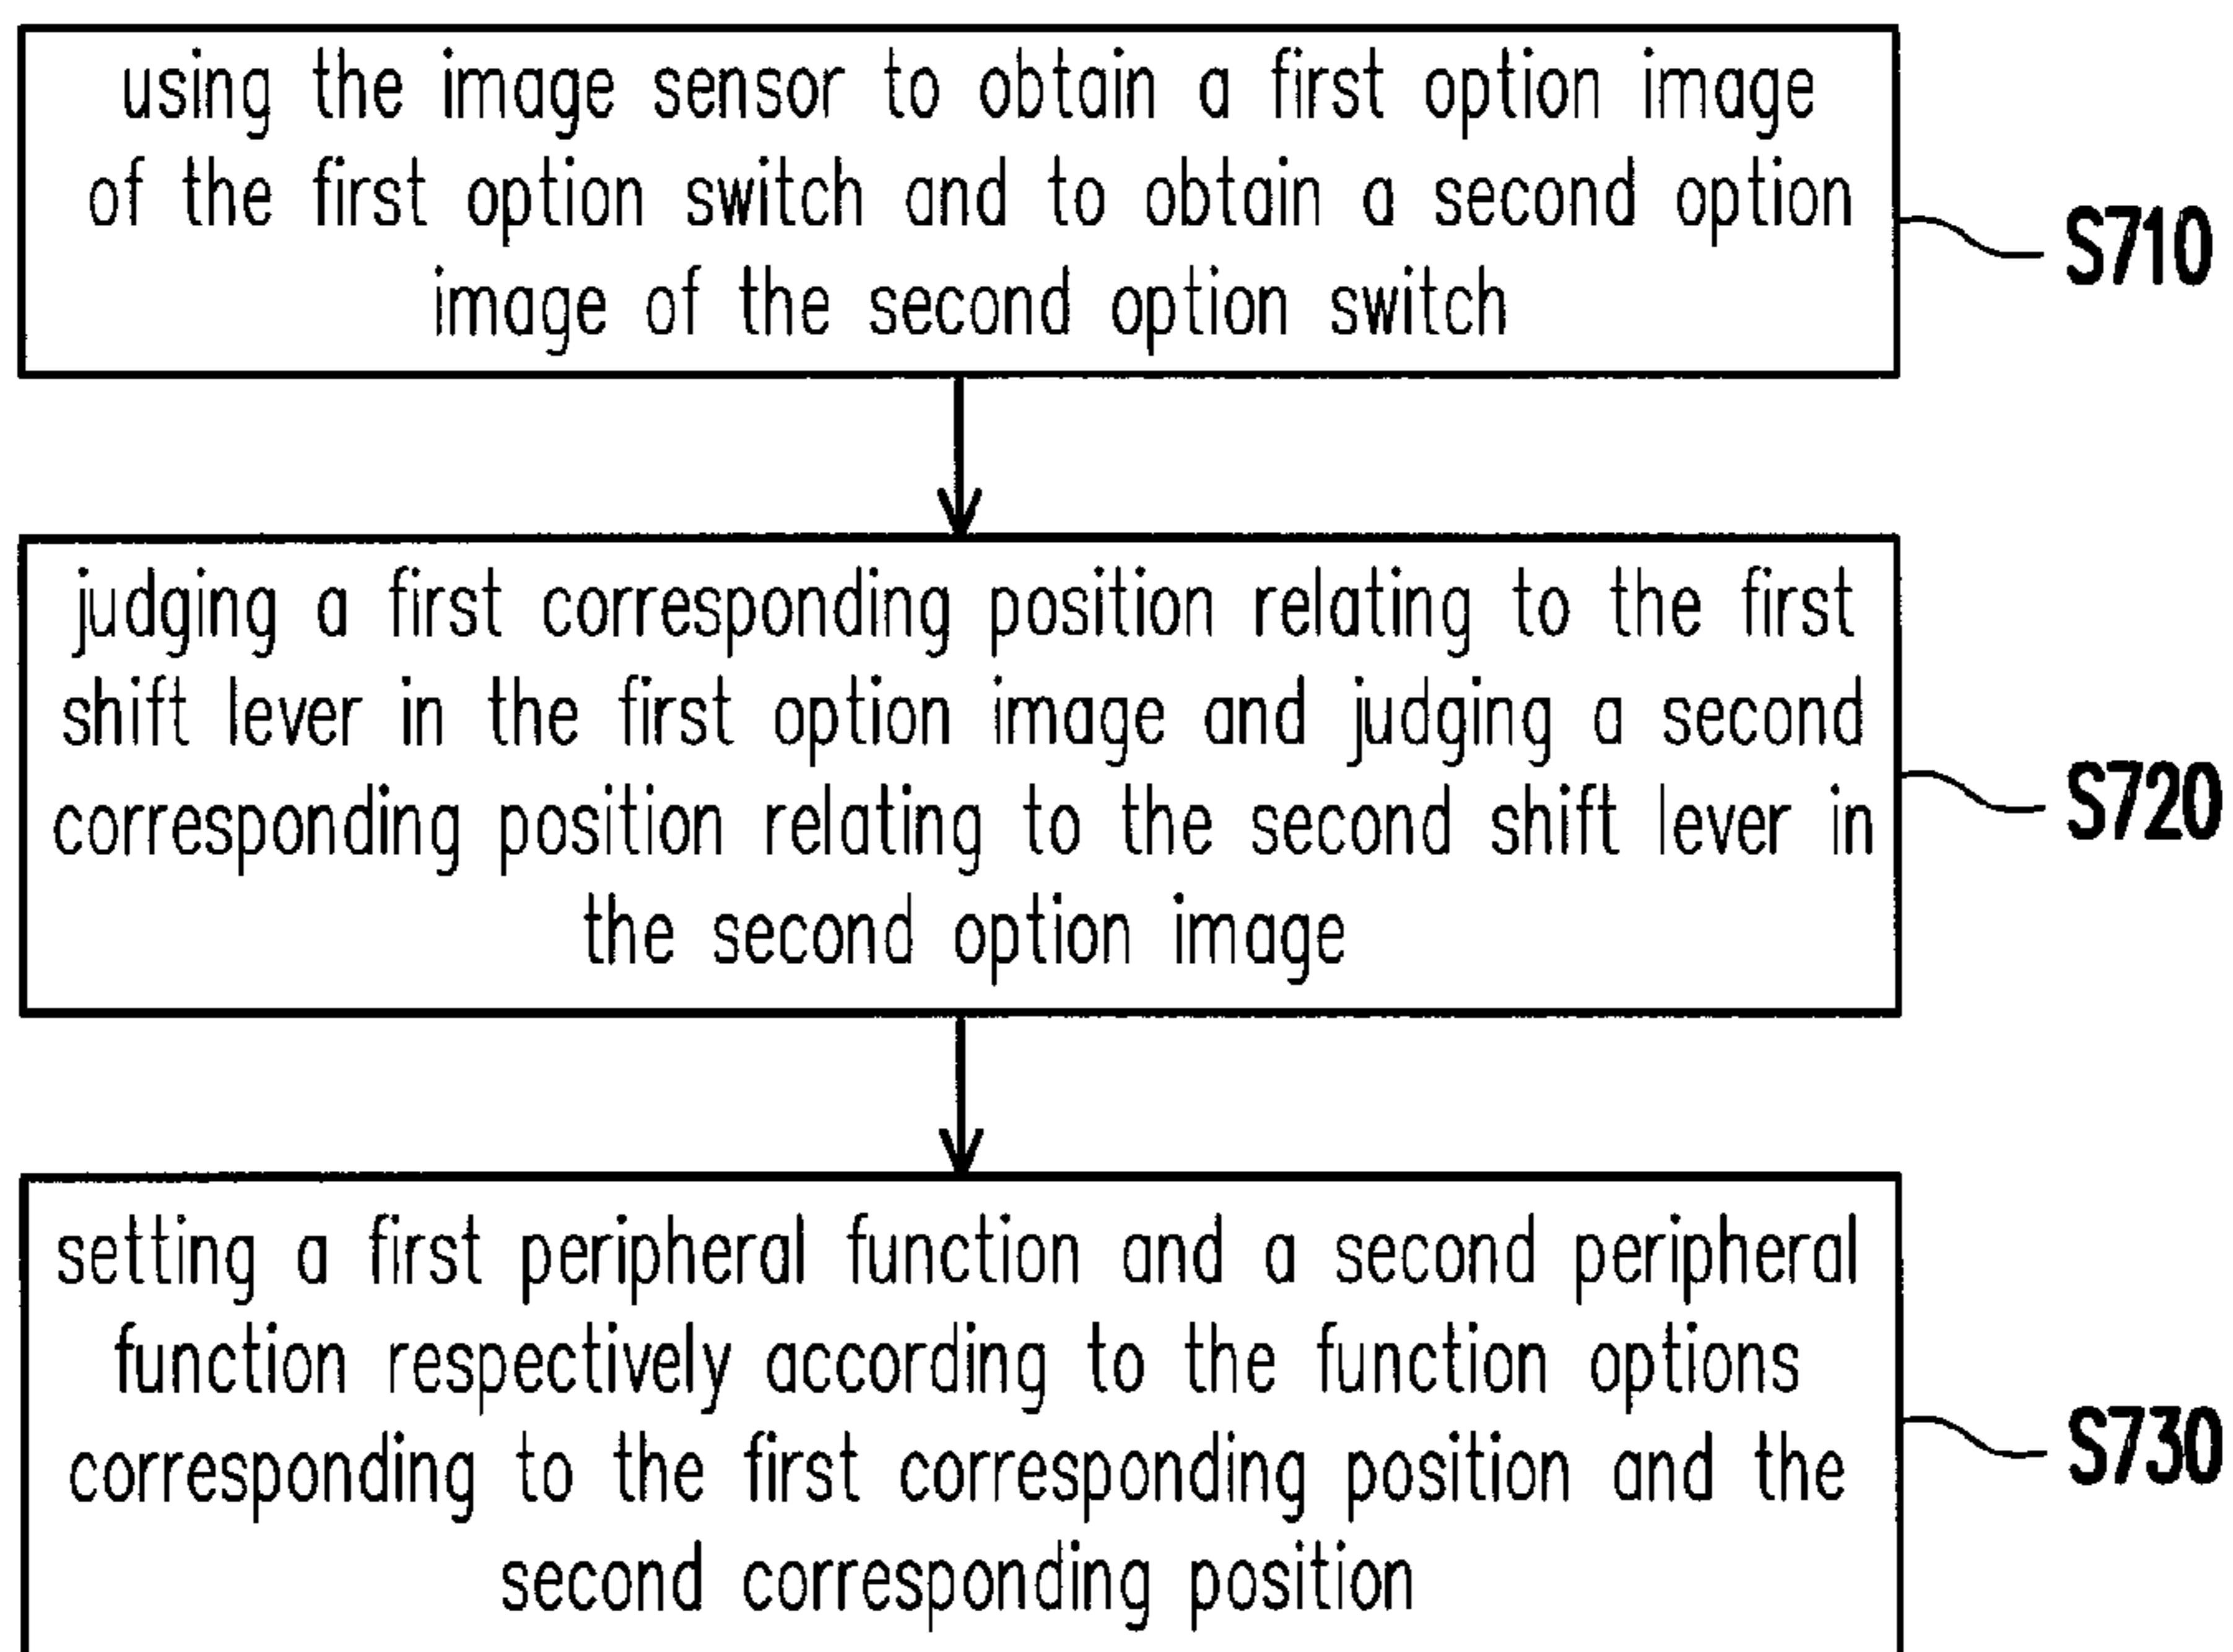 using the image sensor to obtain a first option image
of the first option switch and to obtain a second option
image of the second option switch
S710
judging a first corresponding position relating to the first
shift lever in the first option image and judging a second
corresponding position relating to the second shift lever in
the second option image
S720
setting a first peripheral function and a second peripheral
function respectively according to the function options
corresponding to the first corresponding position and the
second corresponding position
S730